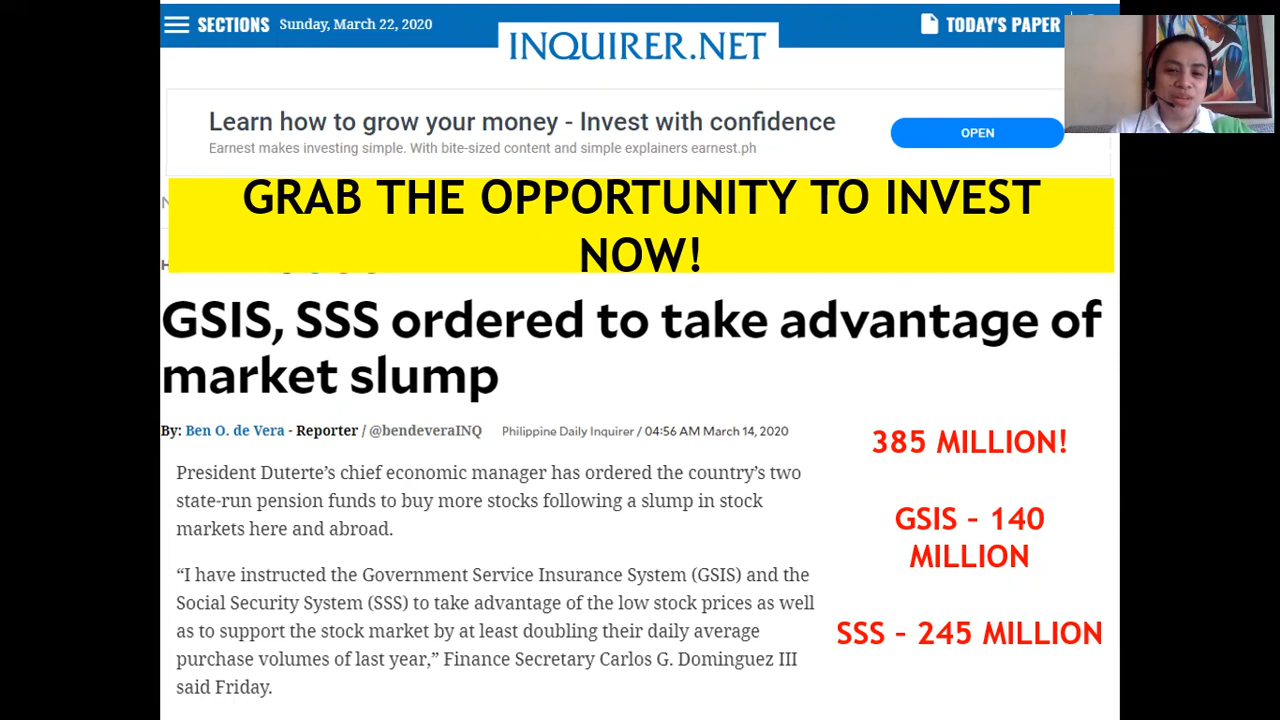 SECTIONS Sunday, March 22, 2020 INQUIRER.NET TODAY'S PAPER
Learn how to grow your money - Invest with confidence
Earnest makes investing simple. With bite-sized content and simple explainers earnest.ph
OPEN
GRAB THE OPPORTUNITY TO INVEST
NOW!
GSIS, SSS ordered to take advantage of
market slump
By: Ben O. de Vera - Reporter / @bendeveraINQ Philippine Daily Inquirer / 04:56 AM March 14, 2020
President Duterte’s chief economic manager has ordered the country’s two
state-run pension funds to buy more stocks following a slump in stock
markets here and abroad.
“I have instructed the Government Service Insurance System (GSIS) and the
Social Security System (SSS) to take advantage of the low stock prices as well
as to support the stock market by at least doubling their daily average
purchase volumes of last year,” Finance Secretary Carlos G. Dominguez III
said Friday.
385 MILLION!
GSIS – 140
MILLION
SSS – 245 MILLION